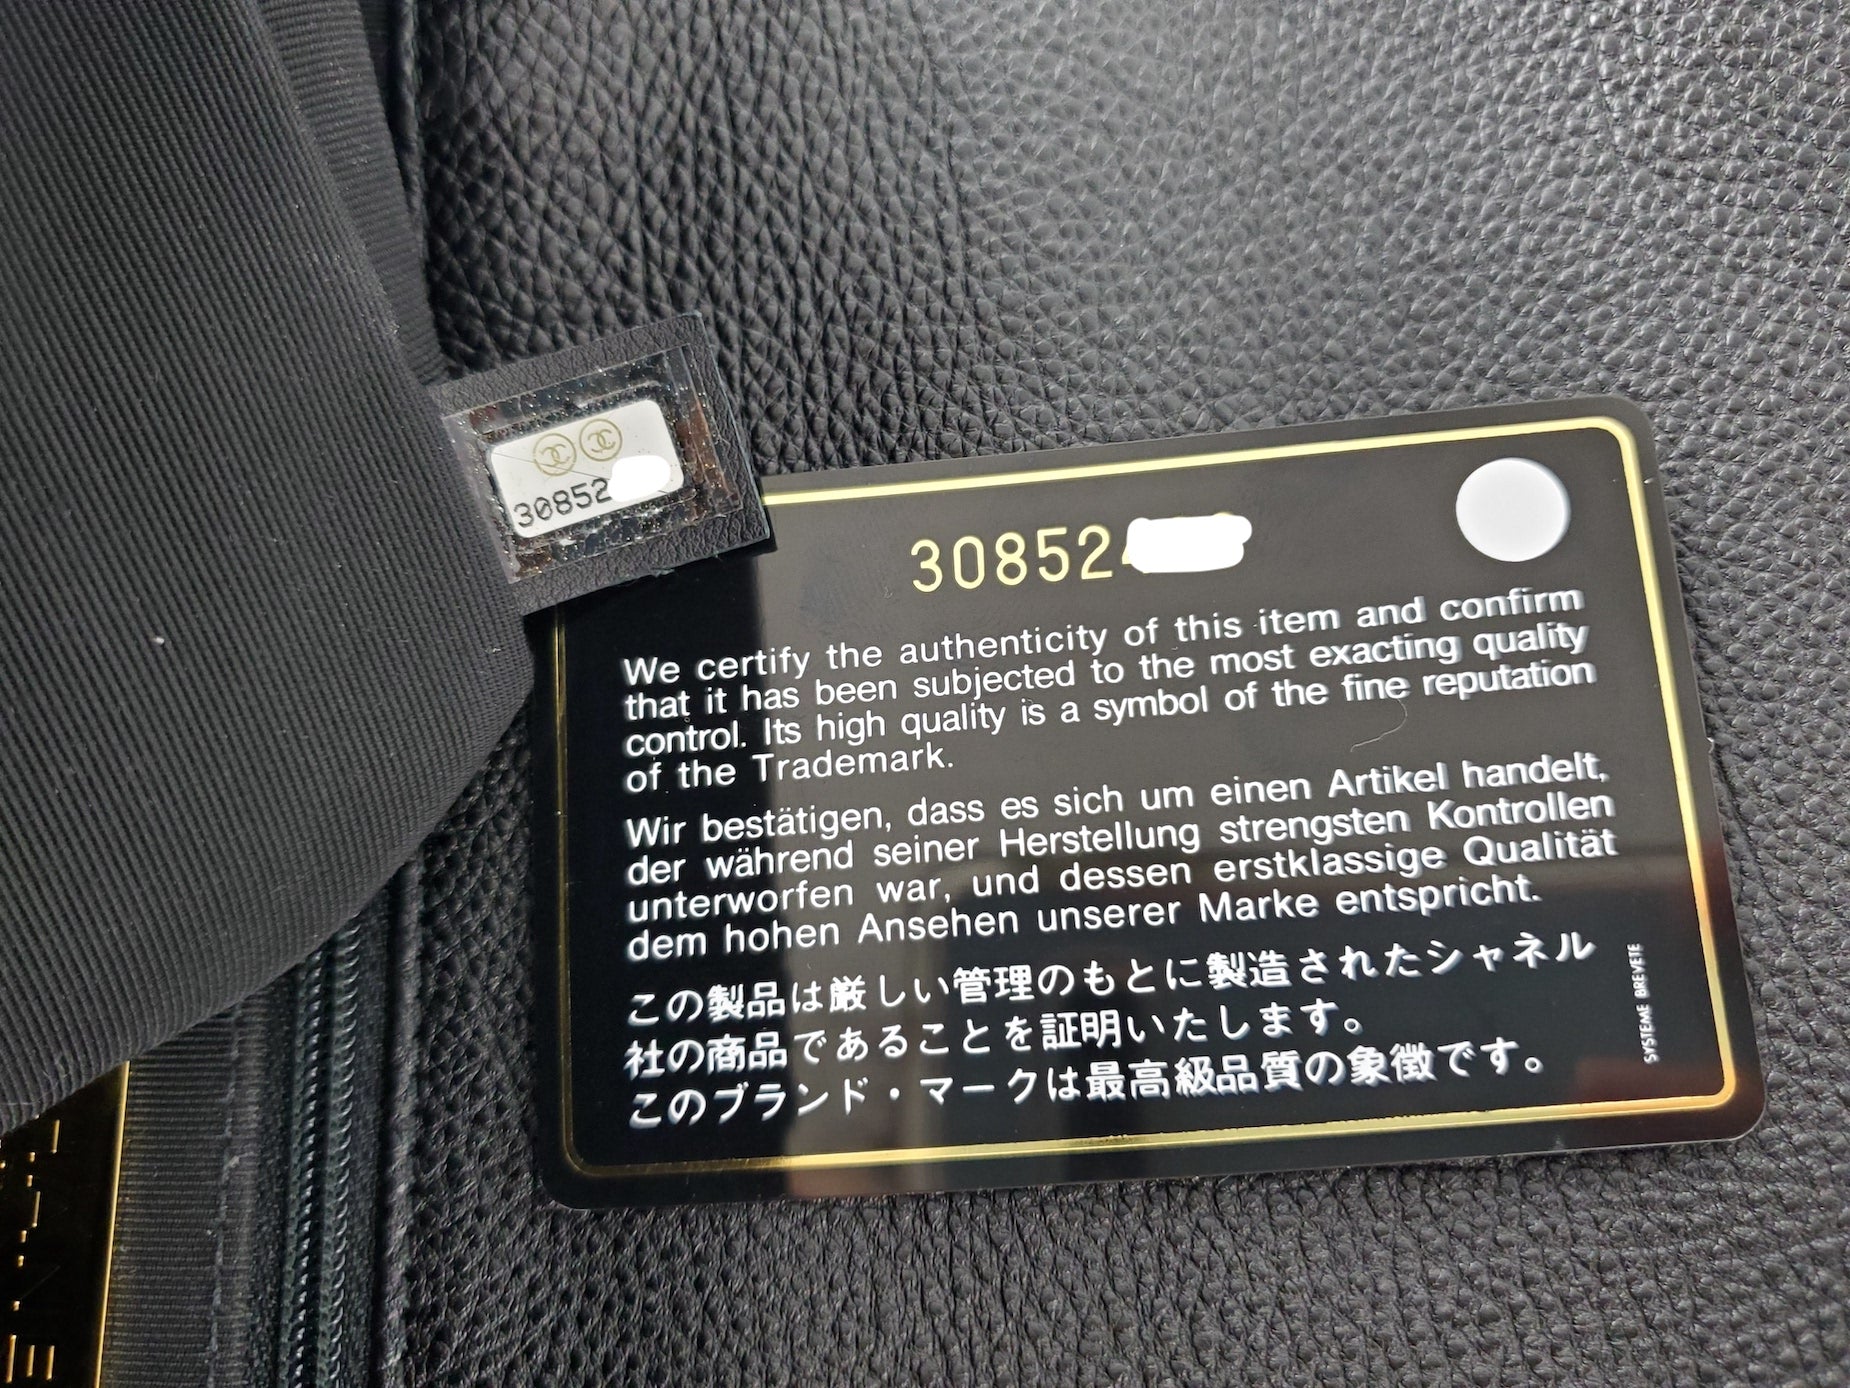 30852
30852
We certify the authenticity of this item and confirm
that it has been subjected to the most exacting quality
control. Its high quality is a symbol of the fine reputation
of the Trademark.
Wir bestätigen, dass es sich um einen Artikel handelt,
der während seiner Herstellung strengsten Kontrollen
unterworfen war, und dessen erstklassige Qualität
dem hohen Ansehen unserer Marke entspricht.
この製品は厳しい管理のもとに製造されたシャネル
社の商品であることを証明いたします。
このブランド・マークは最高級品質の象徴です。
SYSTEME BREVETE